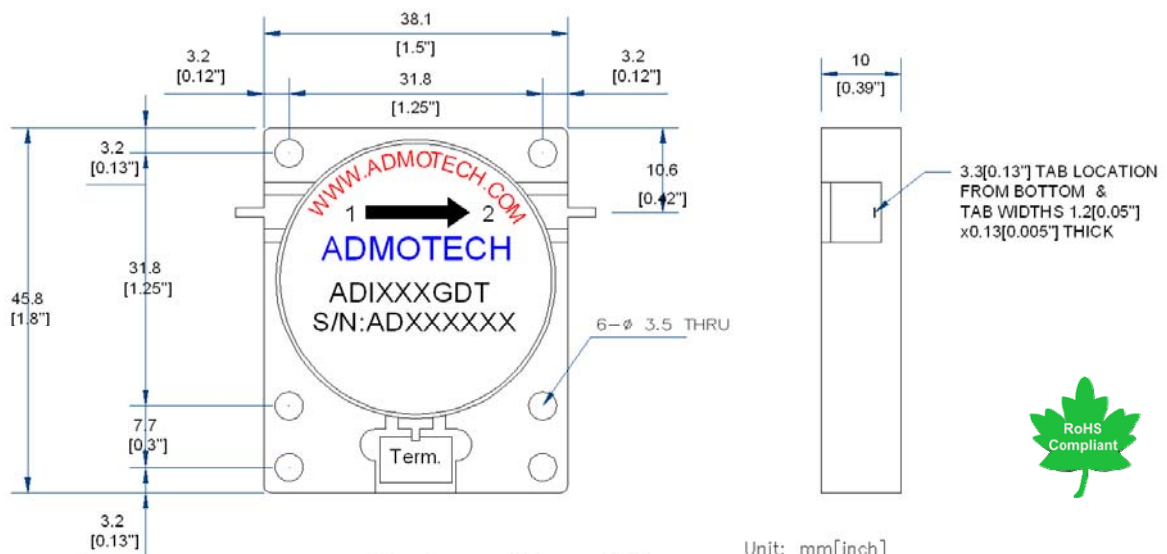 38.1
[1.5"]
3.2
[0.12"]
31.8
[1.25"]
3.2
[0.12"]
10
[0.39"]
3.2
[0.13"]
10.6
[0.42"]
WWW.ADMOTECH.COM
1 2
ADMOTECH
ADIXXXGDT
S/N:ADXXXXXX
3.3[0.13"] TAB LOCATION
FROM BOTTOM &
TAB WIDTHS 1.2[0.05"]
x0.13[0.005"] THICK
31.8
[1.25"]
45.8
[1.8"]
6-ø 3.5 THRU
7.7
[0.3"]
Term.
RoHS
Compliant
3.2
[0.13"]
Unit: mm[inch]